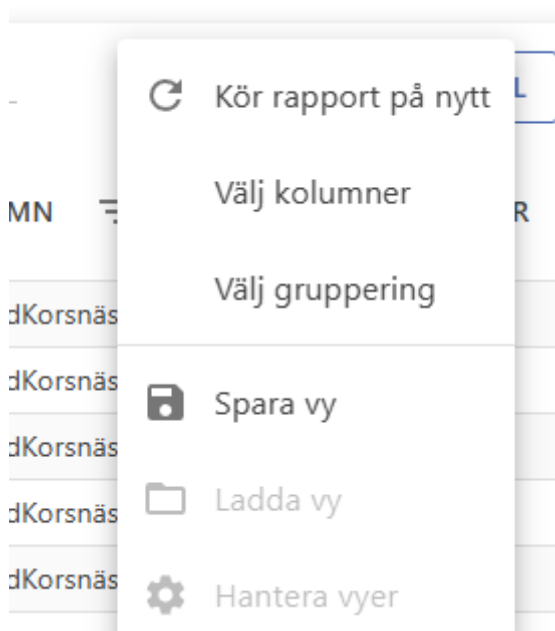 Kör rapport på nytt
L
Välj kolumner
MN
R
Välj gruppering
dKorsnäs
dKorsnäs
Spara vy
dKorsnäs
Ladda vy
dKorsnäs
dKorsnäs
Hantera vyer